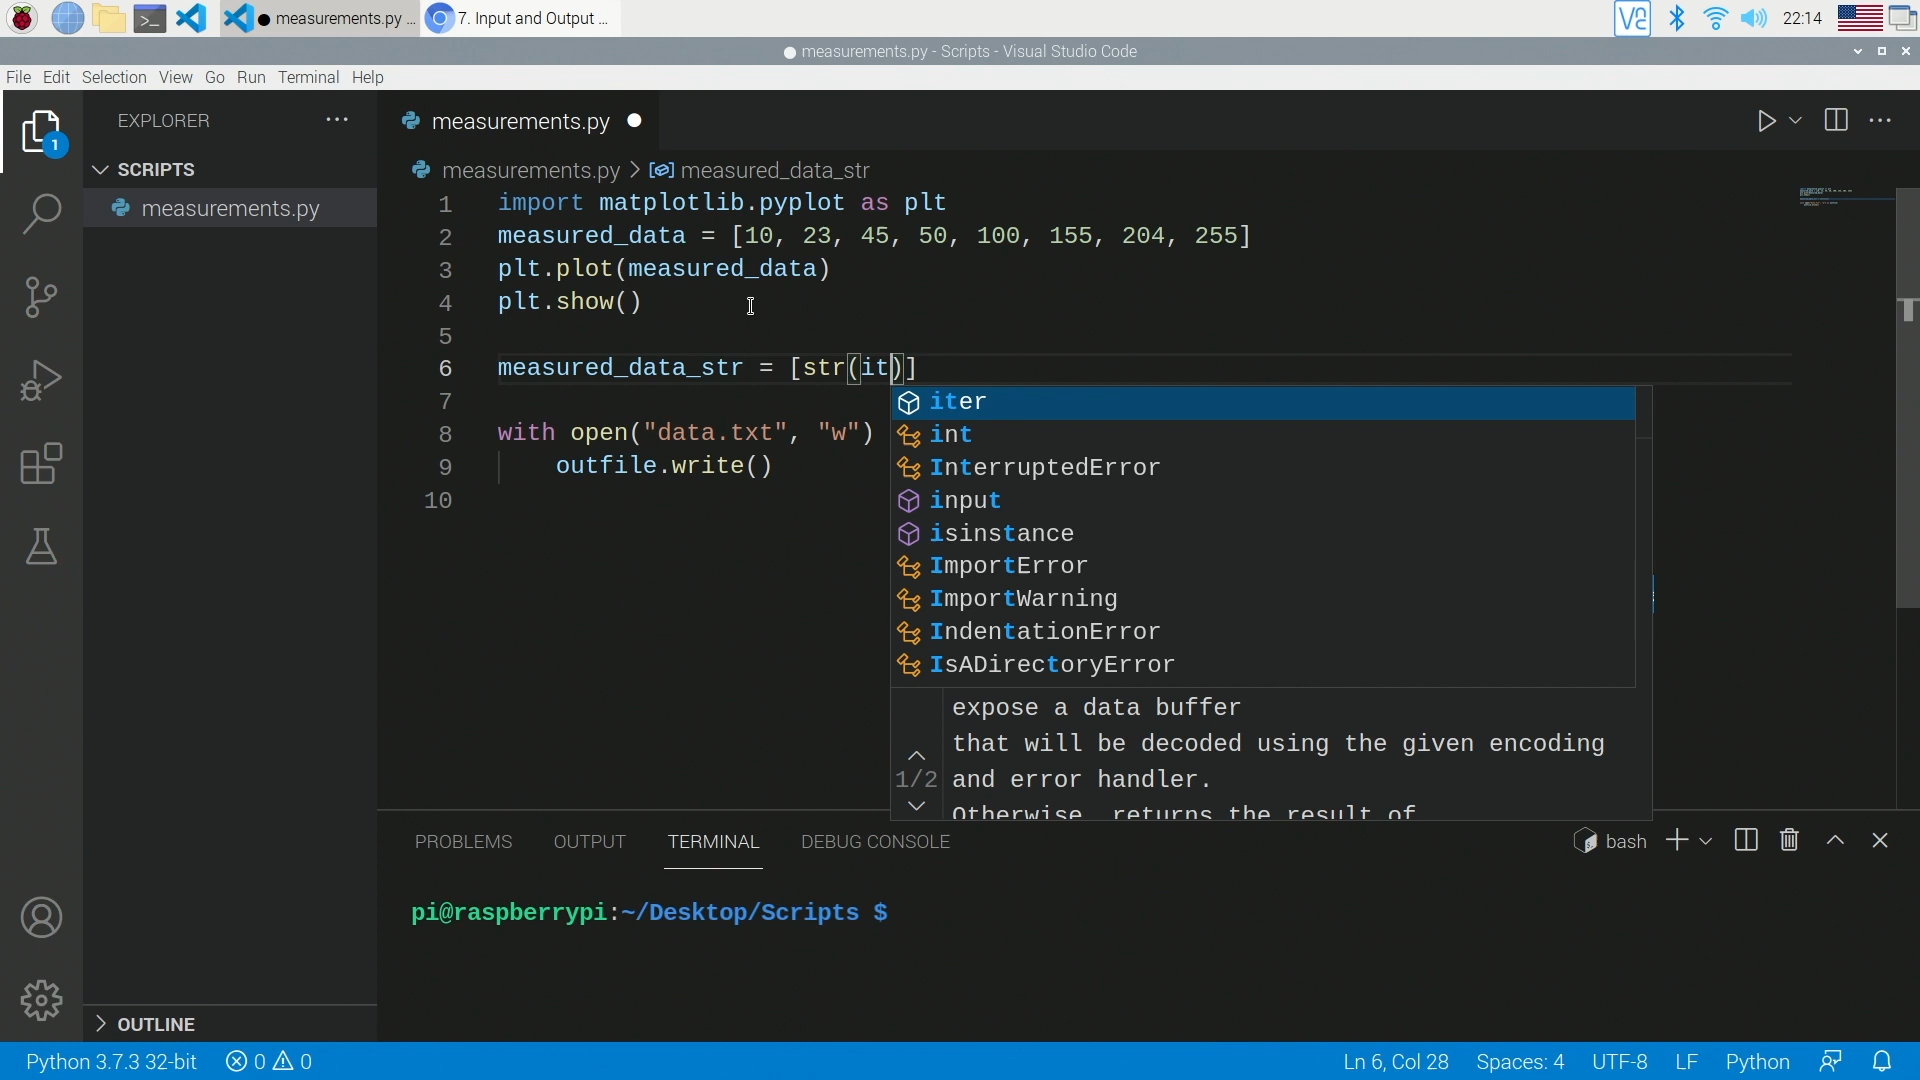 measurements.py ...
7. Input and Output ...
V2
22:14
measurements.py - Scripts - Visual Studio Code
File Edit Selection View Go Run Terminal Help
EXPLORER
measurements.py
1
SCRIPTS
measurements.py > measured_data_str
measurements.py
1 import matplotlib.pyplot as plt
2 measured_data = [10, 23, 45, 50, 100, 155, 204, 255]
3 plt.plot(measured_data)
4 plt.show()
5
6 measured_data_str = [str(it)]
7
iter
8 with open("data.txt", "w")
int
9 outfile.write()
InterruptedError
10
input
isinstance
ImportError
ImportWarning
IndentationError
IsADirectoryError
expose a data buffer
that will be decoded using the given encoding
1/2 and error handler.
Otherwise, returns the result of
PROBLEMS OUTPUT TERMINAL DEBUG CONSOLE
bash
pi@raspberrypi:~/Desktop/Scripts $
OUTLINE
Python 3.7.3 32-bit 0 0
Ln 6, Col 28 Spaces: 4 UTF-8 LF Python